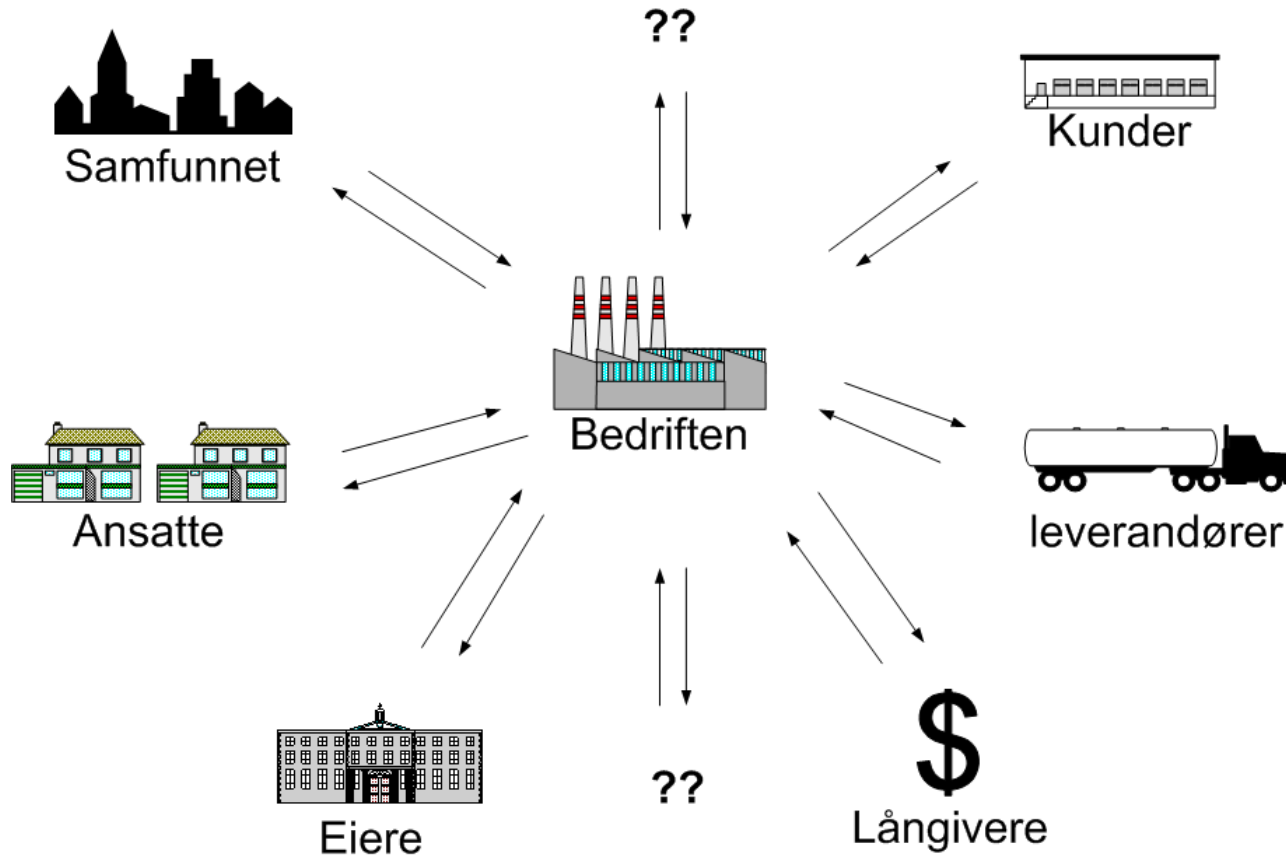 ??
Samfunnet
Kunder
Bedriften
Ansatte
leverandører
??
Eiere
$
Långivere